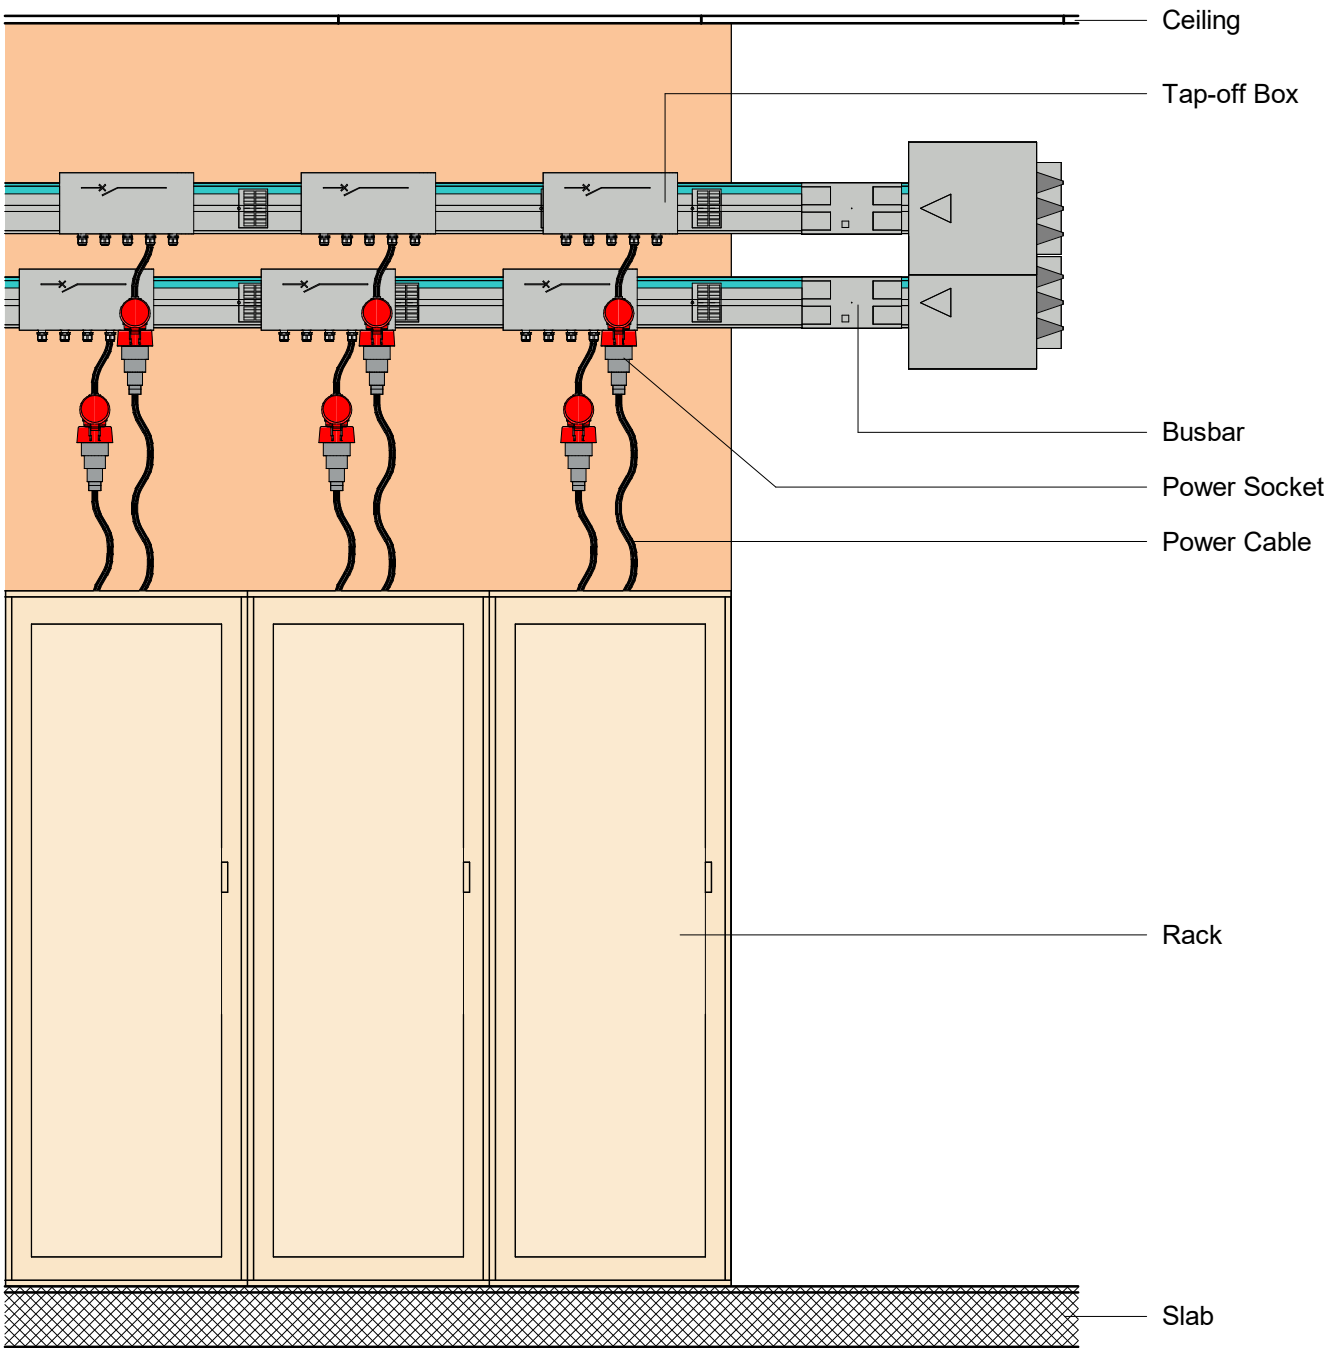 Ceiling
Tap-off Box
Busbar
Power Socket
Power Cable
Rack
Slab